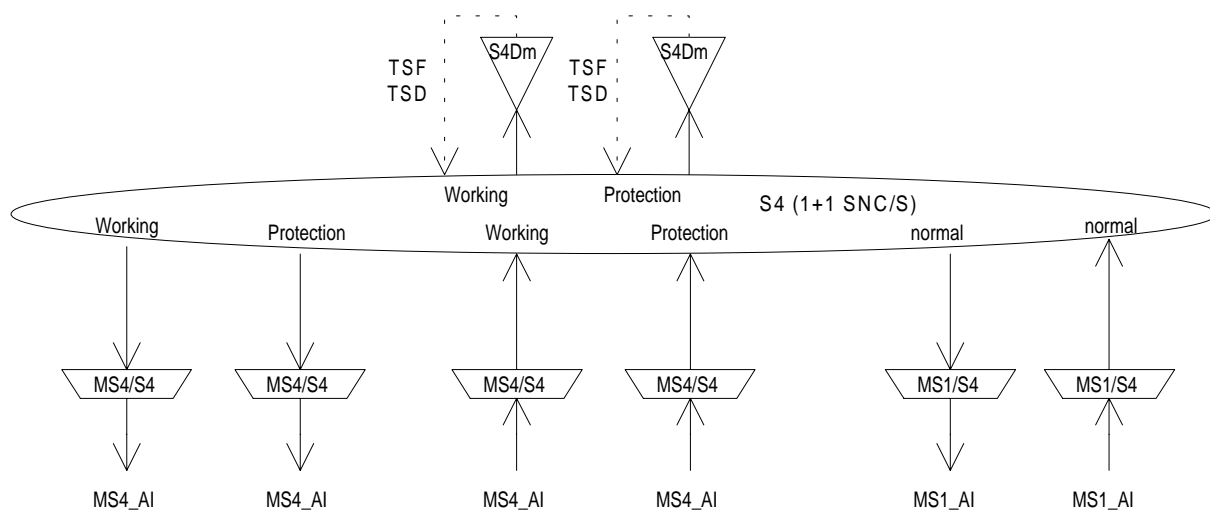 S4Dm S4Dm
TSF TSF
TSD TSD
Working Protection
S4 (1+1 SNC/S)
Working Protection Working Protection normal normal
MS4/S4 MS4/S4 MS4/S4 MS4/S4 MS1/S4 MS1/S4
MS4_AI MS4_AI MS4_AI MS4_AI MS1_AI MS1_AI